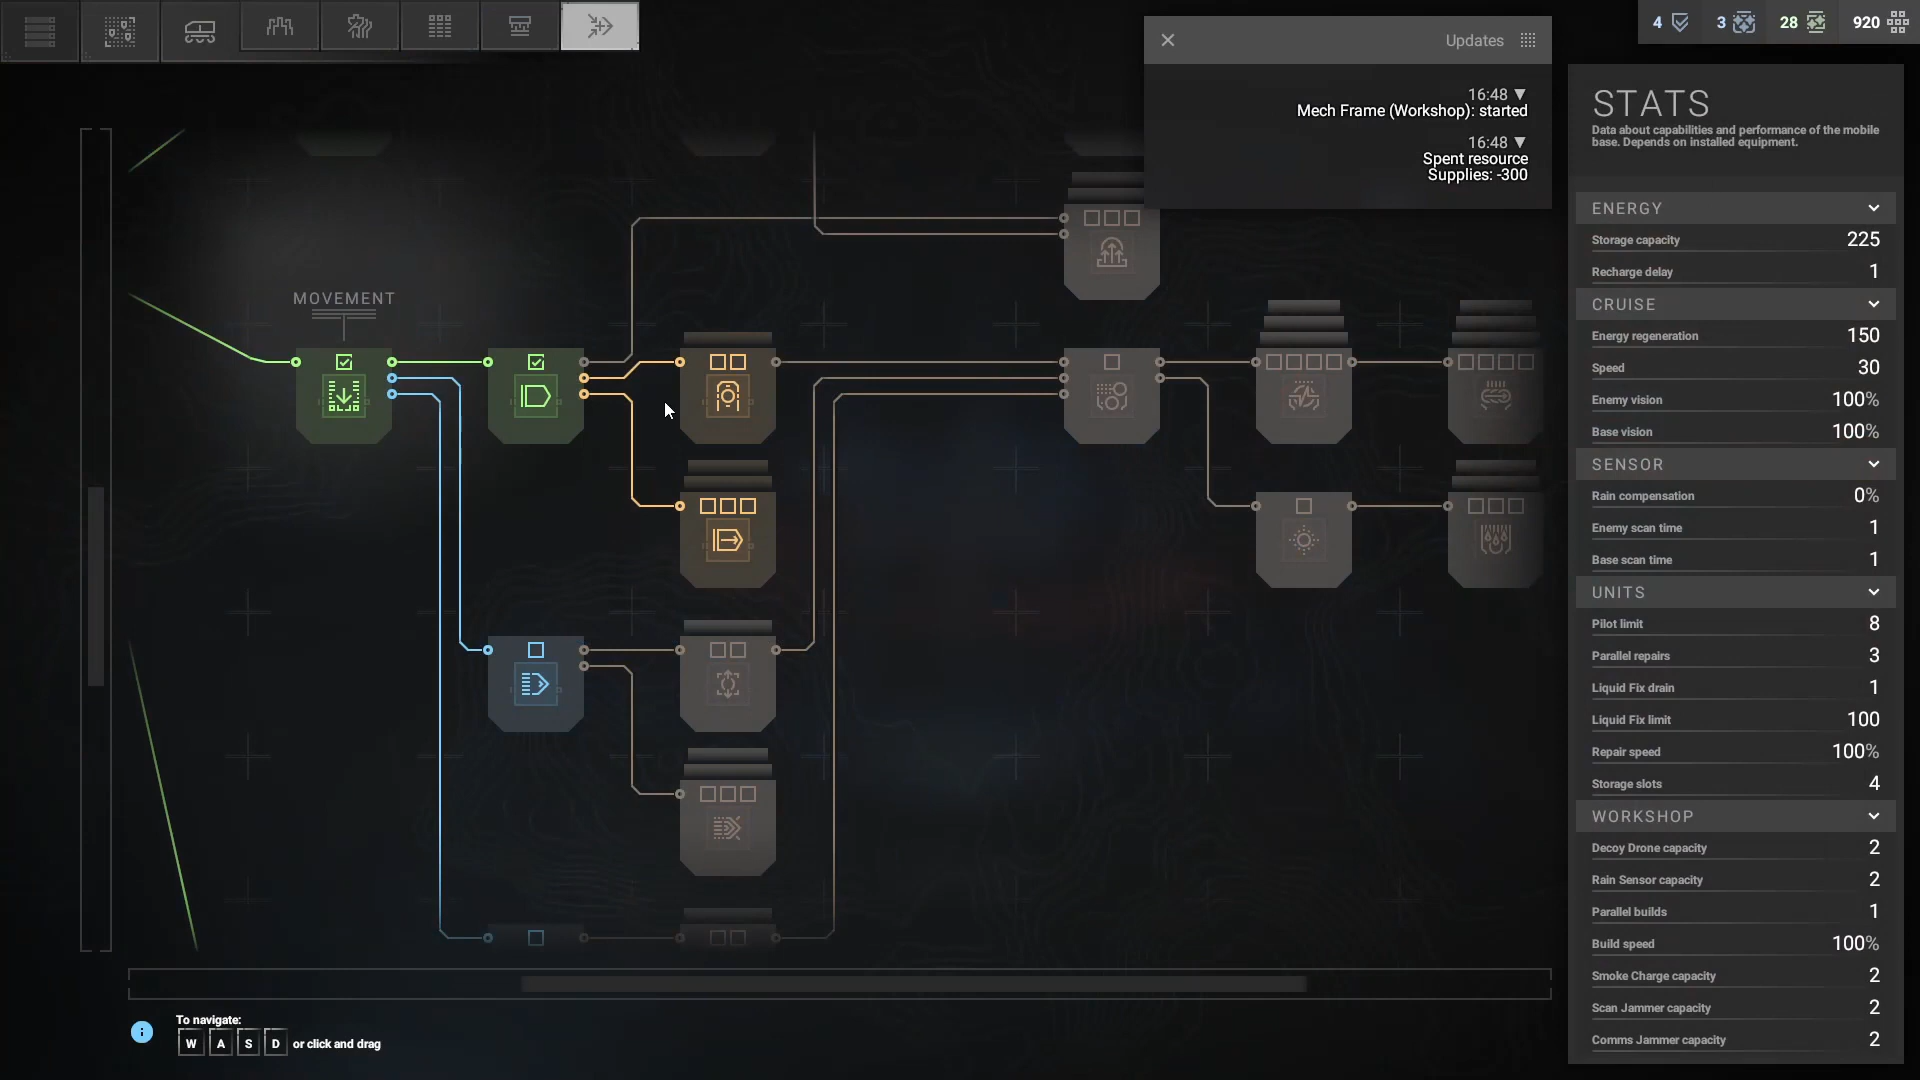 4
3
28
920
Updates
16:48
Mech Frame (Workshop): started
16:48
Spent resource
Supplies: -300
MOVEMENT
STATS
Data about capabilities and performance of the mobile
base. Depends on installed equipment.
ENERGY
Storage capacity 225
Recharge delay 1
CRUISE
Energy regeneration 150
Speed 30
Enemy vision 100%
Base vision 100%
SENSOR
Rain compensation 0%
Enemy scan time 1
Base scan time 1
UNITS
Pilot limit 8
Parallel repairs 3
Liquid Fix drain 1
Liquid Fix limit 100
Repair speed 100%
Storage slots 4
WORKSHOP
Decoy Drone capacity 2
Rain Sensor capacity 2
Parallel builds 1
Build speed 100%
Smoke Charge capacity 2
Scan Jammer capacity 2
Comms Jammer capacity 2
To navigate:
W A S D or click and drag